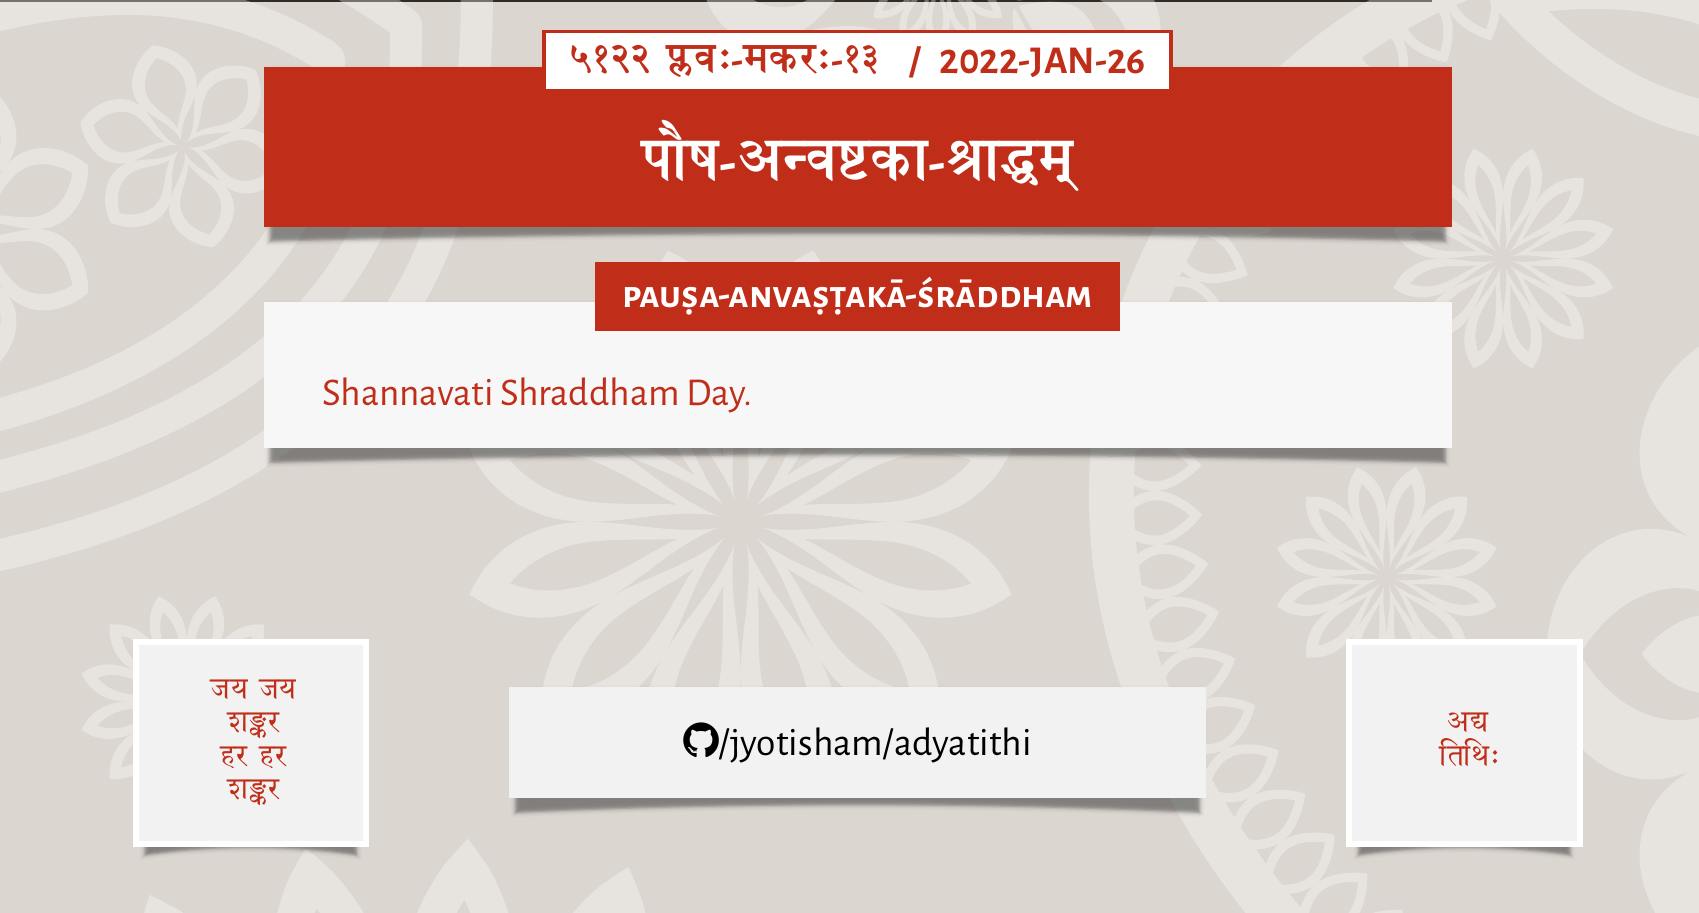 ५१२२ प्लवः-मकरः-१३ / 2022-JAN-26
पौष-अन्वष्टका-श्राद्धम्
PAUṢA-ANVAṢṬAKĀ-ŚRĀDDHAM
Shannavati Shraddham Day.
जय जय
शङ्कर
हर हर
शङ्कर
/jyotisham/adyatithi
अद्य
तिथिः